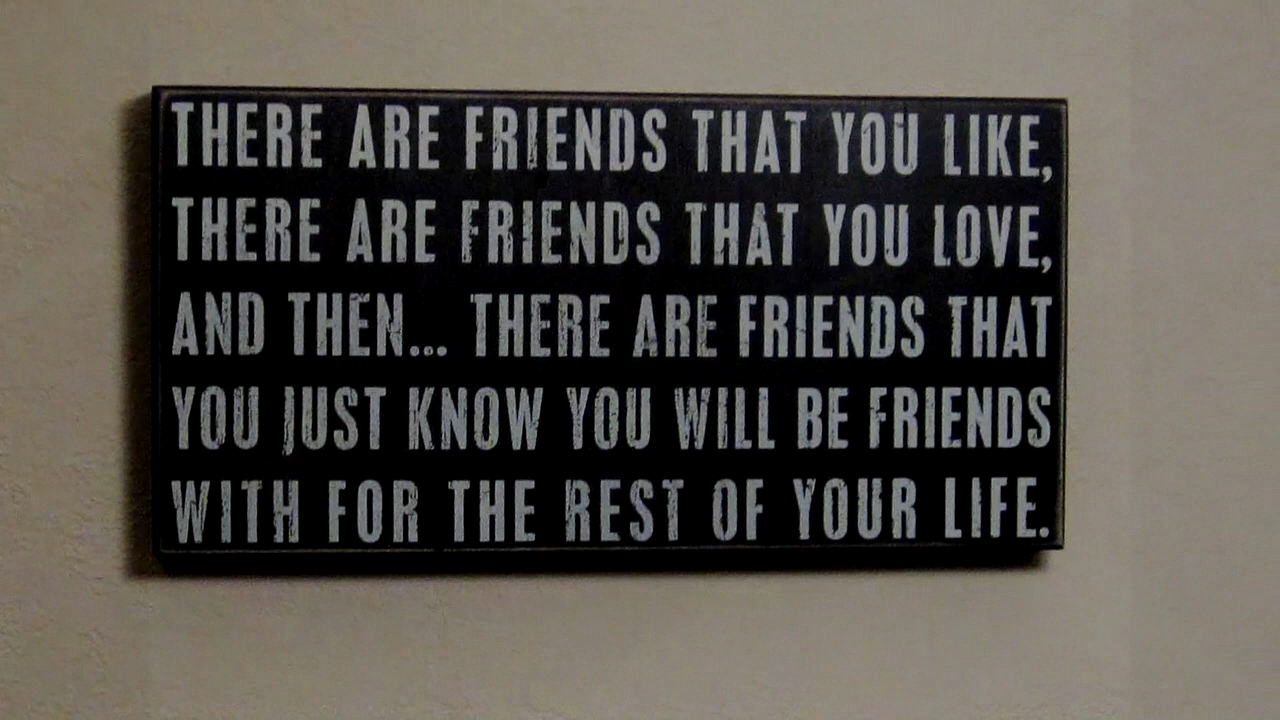 THERE ARE FRIENDS THAT YOU LIKE,
THERE ARE FRIENDS THAT YOU LOVE,
AND THEN... THERE ARE FRIENDS THAT
YOU JUST KNOW YOU WILL BE FRIENDS
WITH FOR THE REST OF YOUR LIFE.